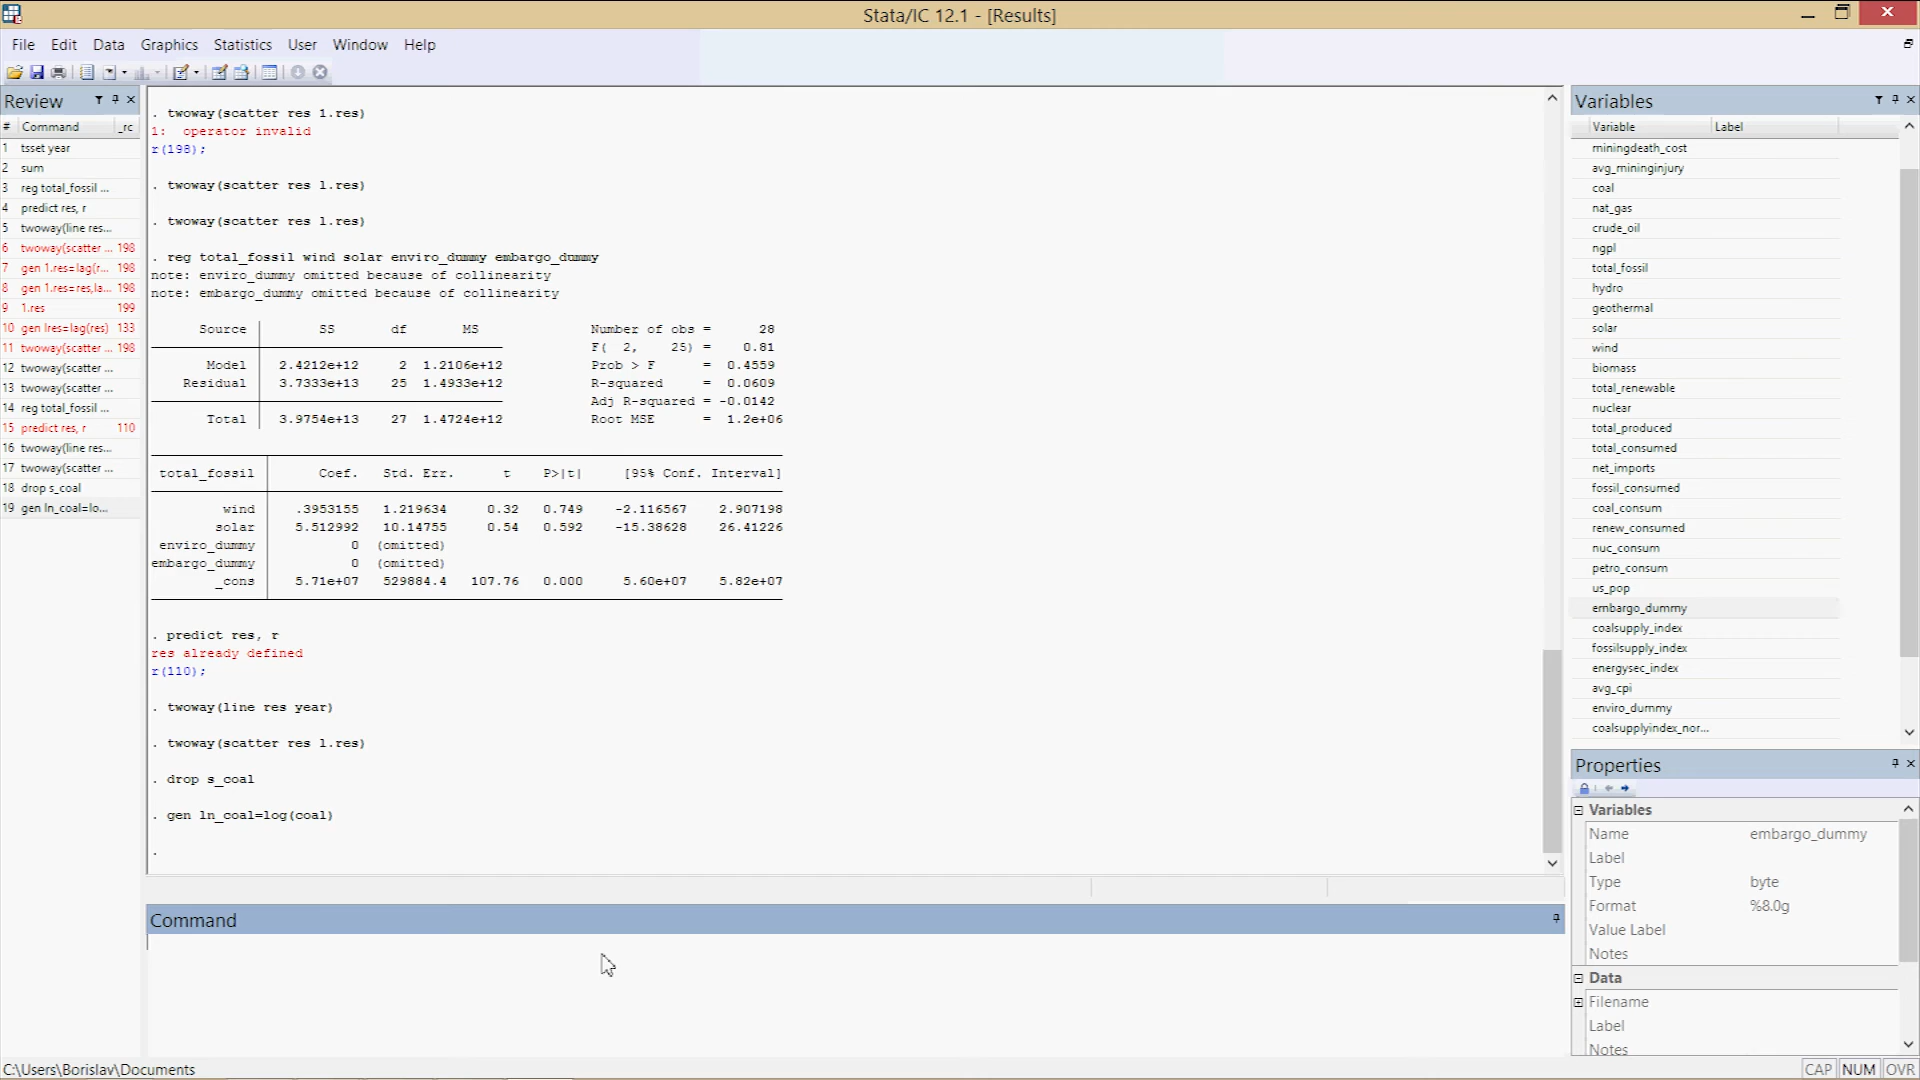 Stata/IC 12.1 - [Results]
File Edit Data Graphics Statistics User Window Help
Review
# Command _rc
1 tsset year
2 sum
3 reg total_fossil ...
4 predict res, r
5 twoway(line res...
6 twoway(scatter ... 198
7 gen 1.res=lag(r... 198
8 gen 1.res=res,la... 198
9 1.res 199
10 gen lres=lag(res) 133
11 twoway(scatter ... 198
12 twoway(scatter ...
13 twoway(scatter ...
14 reg total_fossil ...
15 predict res, r 110
16 twoway(line res...
17 twoway(scatter ...
18 drop s_coal
19 gen ln_coal=lo...
. twoway(scatter res 1.res)
1: operator invalid
r(198);
. twoway(scatter res l.res)
. twoway(scatter res l.res)
. reg total_fossil wind solar enviro_dummy embargo_dummy
note: enviro_dummy omitted because of collinearity
note: embargo_dummy omitted because of collinearity
Source SS df MS Number of obs = 28
F( 2, 25) = 0.81
Model 2.4212e+12 2 1.2106e+12 Prob > F = 0.4559
Residual 3.7333e+13 25 1.4933e+12 R-squared = 0.0609
Adj R-squared = -0.0142
Total 3.9754e+13 27 1.4724e+12 Root MSE = 1.2e+06
total_fossil Coef. Std. Err. t P>|t| [95% Conf. Interval]
wind .3953155 1.219634 0.32 0.749 -2.116567 2.907198
solar 5.512992 10.14755 0.54 0.592 -15.38628 26.41226
enviro_dummy 0 (omitted)
embargo_dummy 0 (omitted)
_cons 5.71e+07 529884.4 107.76 0.000 5.60e+07 5.82e+07
. predict res, r
res already defined
r(110);
. twoway(line res year)
. twoway(scatter res l.res)
. drop s_coal
. gen ln_coal=log(coal)
.
Command
Variables
Variable Label
miningdeath_cost
avg_mininginjury
coal
nat_gas
crude_oil
ngpl
total_fossil
hydro
geothermal
solar
wind
biomass
total_renewable
nuclear
total_produced
total_consumed
net_imports
fossil_consumed
coal_consum
renew_consumed
nuc_consum
petro_consum
us_pop
embargo_dummy
coalsupply_index
fossilsupply_index
energysec_index
avg_cpi
enviro_dummy
coalsupplyindex_nor...
Properties
Variables
Name embargo_dummy
Label
Type byte
Format %8.0g
Value Label
Notes
Data
Filename
Label
Notes
C:\Users\Borislav\Documents
CAP NUM OVR